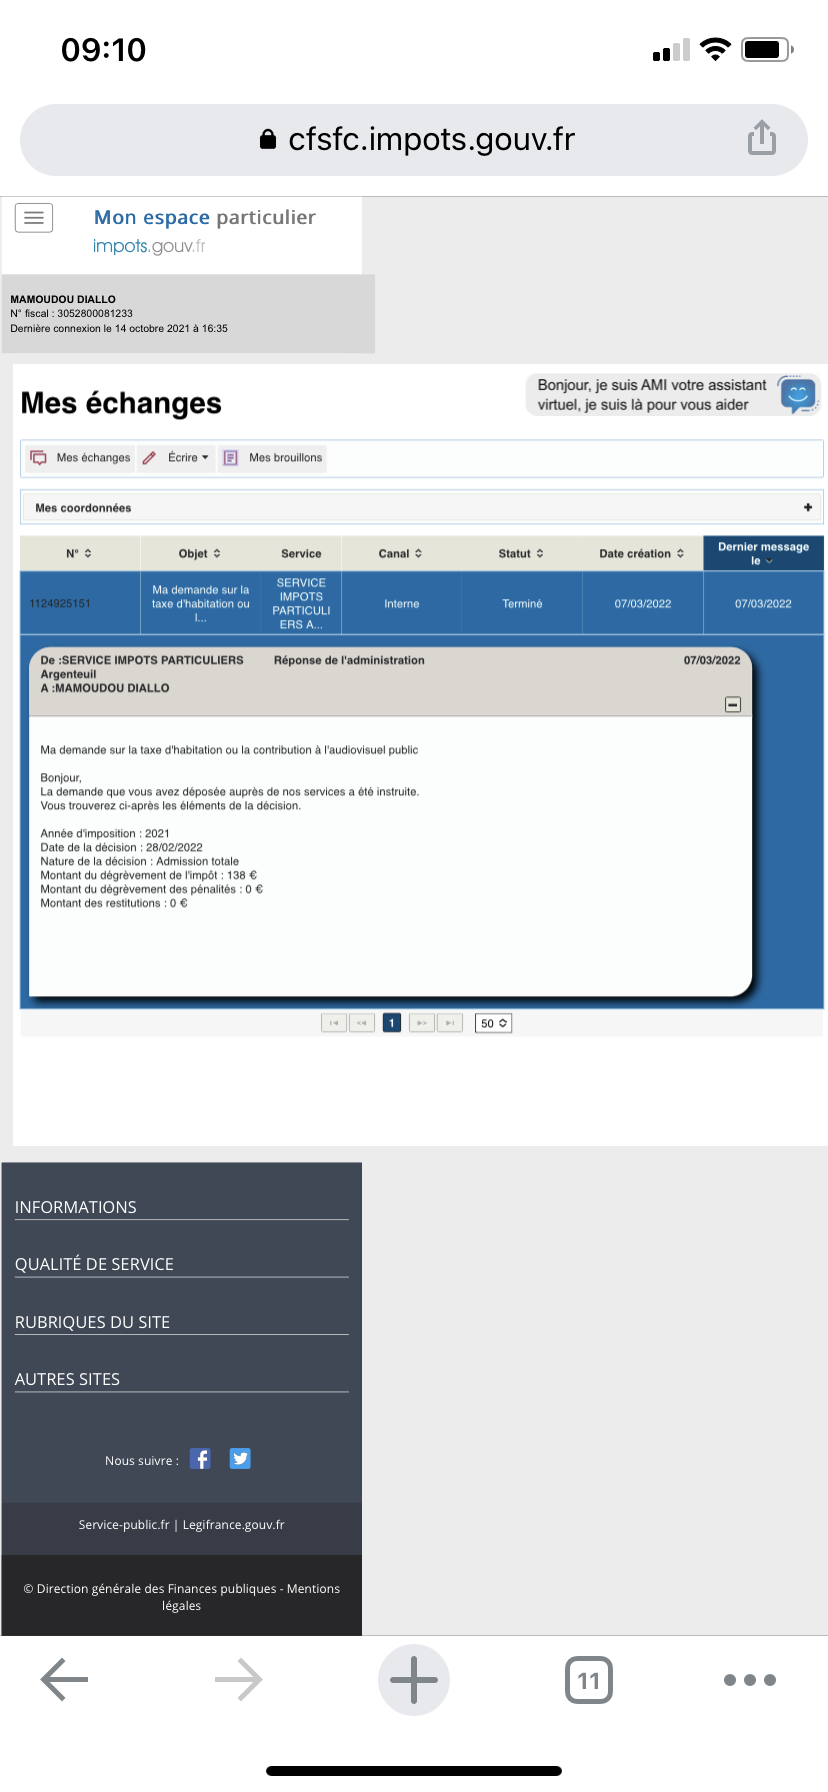 09:10
cfsfc.impots.gouv.fr
Mon espace particulier
impots.gouv.fr
MAMOUDOU DIALLO
N° fiscal : 3052800081233
Dernière connexion le 14 octobre 2021 à 16:35
Mes échanges
Bonjour, je suis AMI votre assistant
virtuel, je suis là pour vous aider
Mes échanges Écrire Mes brouillons
Mes coordonnées
N° Objet Service Canal Statut Date création Dernier message
le
1124925151 Ma demande sur la
taxe d'habitation ou
l...
SERVICE
IMPOTS
PARTICULI
ERS A...
Interne Terminé 07/03/2022 07/03/2022
De :SERVICE IMPOTS PARTICULIERS Réponse de l'administration 07/03/2022
Argenteuil
A :MAMOUDOU DIALLO
Ma demande sur la taxe d'habitation ou la contribution à l'audiovisuel public
Bonjour,
La demande que vous avez déposée auprès de nos services a été instruite.
Vous trouverez ci-après les éléments de la décision.
Année d'imposition : 2021
Date de la décision : 28/02/2022
Nature de la décision : Admission totale
Montant du dégrèvement de l'impôt : 138 €
Montant du dégrèvement des pénalités : 0 €
Montant des restitutions : 0 €
1 50
INFORMATIONS
QUALITÉ DE SERVICE
RUBRIQUES DU SITE
AUTRES SITES
Nous suivre :
Service-public.fr | Legifrance.gouv.fr
© Direction générale des Finances publiques - Mentions
légales
11